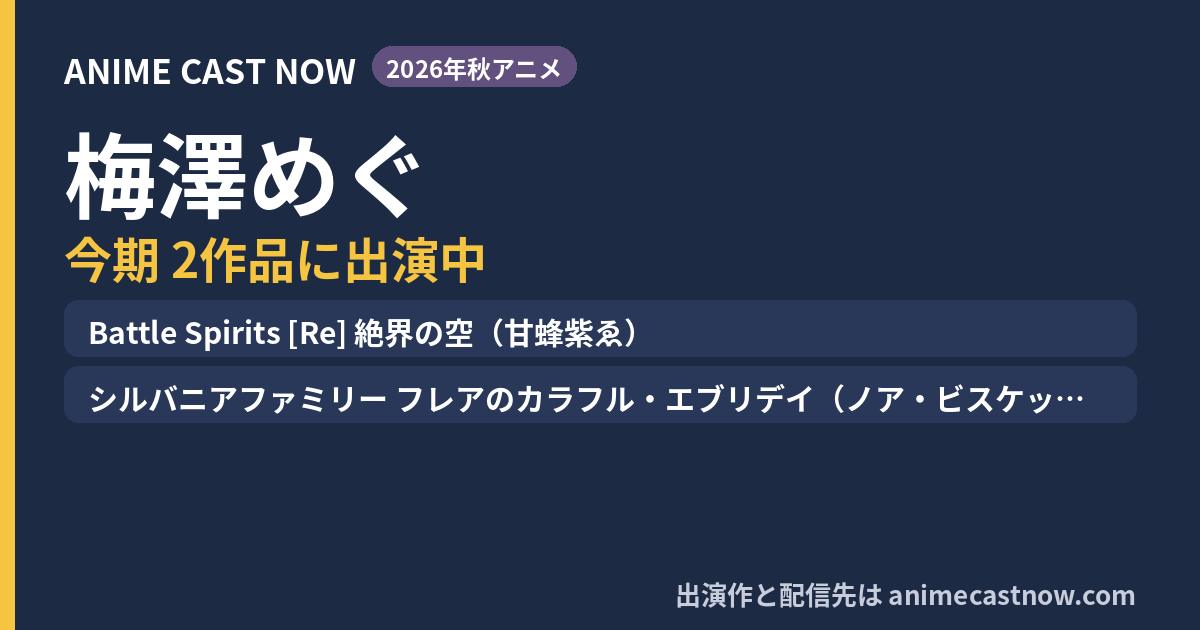 ANIME CAST NOW 2026年秋アニメ
梅澤めぐ
今期 2作品に出演中
Battle Spirits [Re] 絶界の空（甘蜂紫ゑ）
シルバニアファミリー フレアのカラフル・エブリデイ（ノア・ビスケッ…
出演作と配信先は animecastnow.com